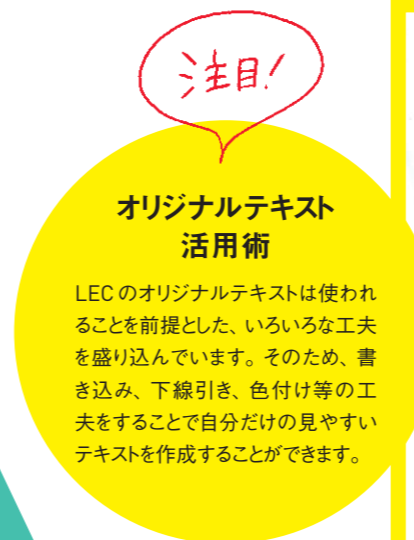 注目!
オリジナルテキスト
活用術
LECのオリジナルテキストは使われ
ることを前提とした、いろいろな工夫
を盛り込んでいます。そのため、書
き込み、下線引き、色付け等の工
夫をすることで自分だけの見やすい
テキストを作成することができます。